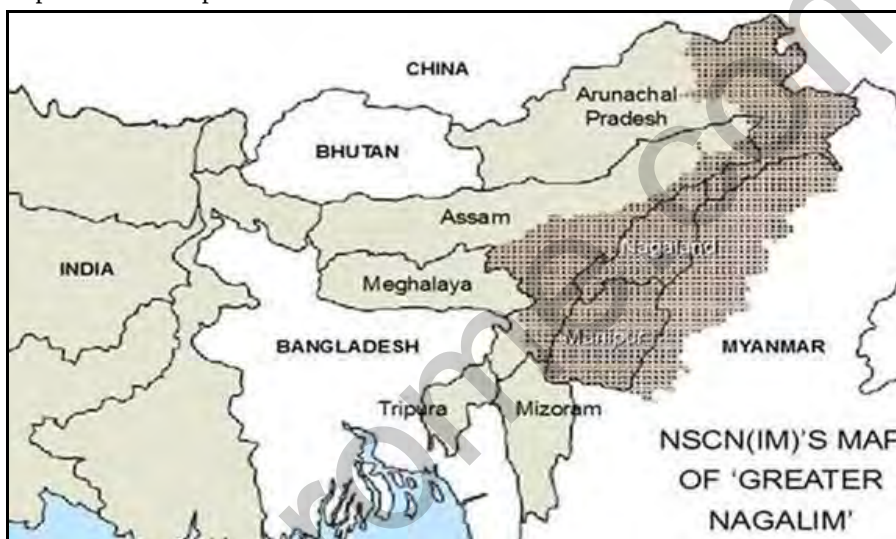 CHINA
Arunachal
Pradesh
BHUTAN
Assam
Nagaland
INDIA
Meghalaya
Manipur
BANGLADESH
MYANMAR
Tripura
Mizoram
NSCN(IM)'S MAP
OF 'GREATER
NAGALIM'